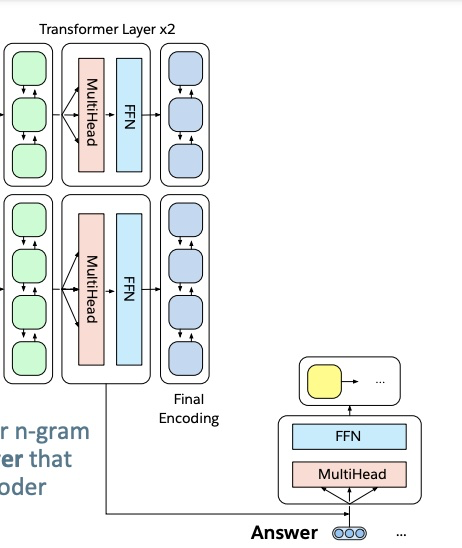 Transformer Layer x2
MultiHead
FFN
MultiHead
FFN
Final
Encoding
r n-gram
er that
oder
...
FFN
MultiHead
Answer
...